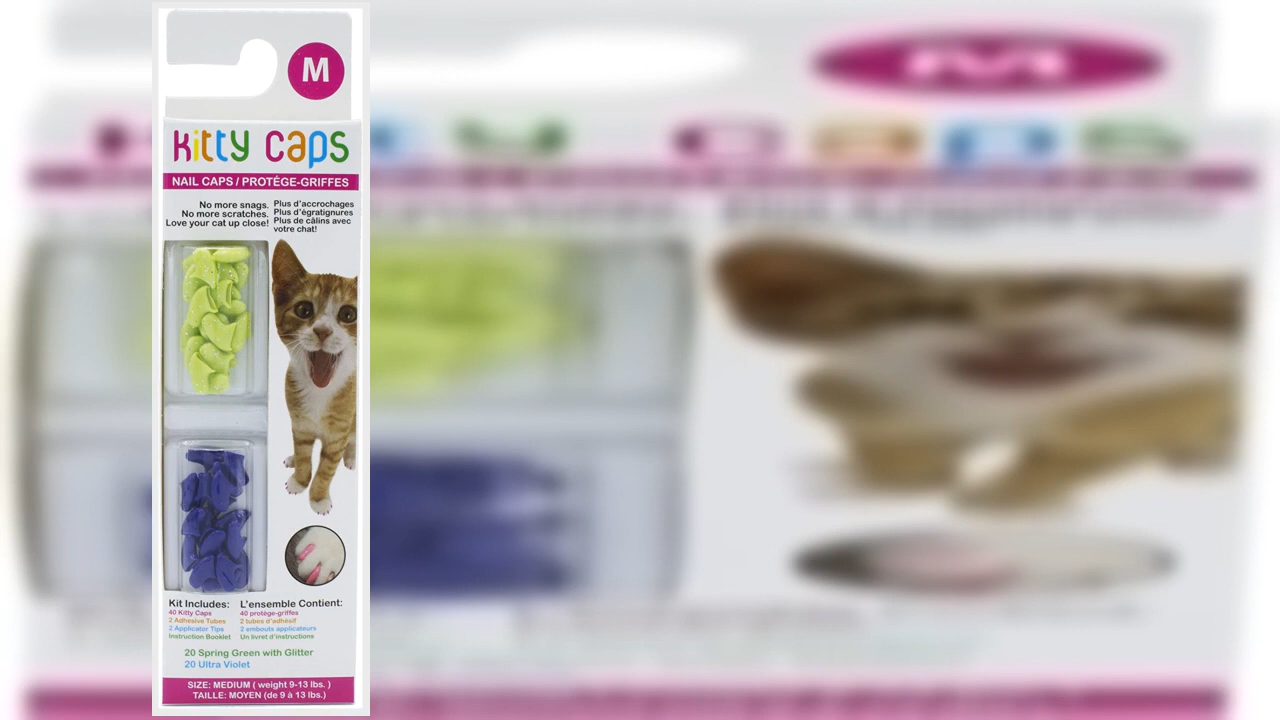 M
kitty caps
NAIL CAPS / PROTÉGE-GRIFFES
No more snags.
No more scratches.
Love your cat up close!
Plus d'accrochages
Plus d'égratignures
Plus de câlins avec
votre chat!
Kit Includes:
40 Kitty Caps
2 Adhesive Tubes
2 Applicator Tips
Instruction Booklet
L'ensemble Contient:
40 protège-griffes
2 tubes d'adhésif
2 embouts applicateurs
Un livret d'instructions
20 Spring Green with Glitter
20 Ultra Violet
SIZE: MEDIUM ( weight 9-13 lbs. )
TAILLE: MOYEN (de 9 à 13 lbs.)